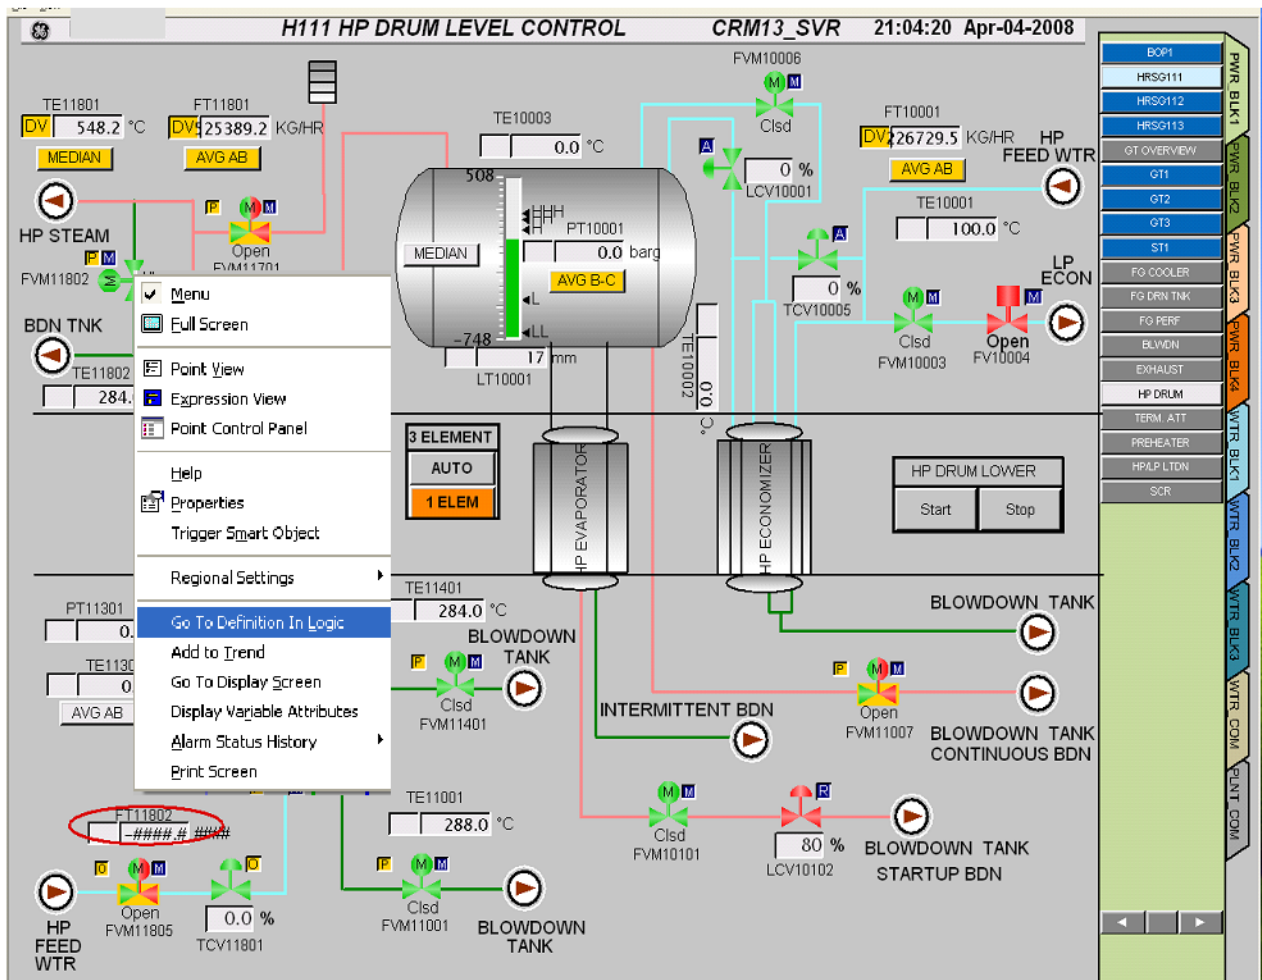 H111 HP DRUM LEVEL CONTROL CRM13_SVR 21:04:20 Apr-04-2008
TE11801
DV 548.2 °C
MEDIAN
FT11801
DV 525389.2 KG/HR
AVG AB
HP STEAM
P M
FVM11802
P M M
Open
FVM11701
BDN TNK
TE11802
284.
TE10003
0.0 °C
508
HHH
H
L
LL
-748
MEDIAN
PT10001
0.0 barg
AVG B-C
17 mm
LT10001
TE100002
0.0
°C
FVM10006
M M
Clsd
A
0 %
LCV10001
A
0 %
TCV10005
FT10001
DV 226729.5 KG/HR
AVG AB
HP
FEED WTR
TE10001
100.0 °C
LP
ECON
M M
Clsd
FVM10003
M
Open
FV10004
Menu
Full Screen
Point View
Expression View
Point Control Panel
Help
Properties
Trigger Smart Object
Regional Settings
Go To Definition In Logic
Add to Trend
Go To Display Screen
Display Variable Attributes
Alarm Status History
Print Screen
3 ELEMENT
AUTO
1 ELEM
HP EVAPORATOR
HP ECONOMIZER
HP DRUM LOWER
Start Stop
PT11301
0.
AVG AB
TE11401
284.0 °C
BLOWDOWN
TANK
P M M
Clsd
FVM11401
INTERMITTENT BDN
BLOWDOWN TANK
P M M
Open
FVM11007
BLOWDOWN TANK
CONTINUOUS BDN
FT11802
-####.# ####
TE11001
288.0 °C
M M
Clsd
FVM10101
R
80 %
LCV10102
BLOWDOWN TANK
STARTUP BDN
HP
FEED
WTR
O M M
Open
FVM11805
O
0.0 %
TCV11801
P M M
Clsd
FVM11001
BLOWDOWN
TANK
BOP1
HRSG111
HRSG112
HRSG113
GT OVERVIEW
GT1
GT2
GT3
ST1
FG COOLER
FG DRN TNK
FG PERF
BLWDN
EXHAUST
HP DRUM
TERM. ATT
PREHEATER
HP/LP LTDN
SCR
PWR_BLK1
PWR_BLK2
PWR_BLK3
PWR_BLK4
WTR_BLK1
WTR_BLK2
WTR_BLK3
WTR_COM
PLNT_COM